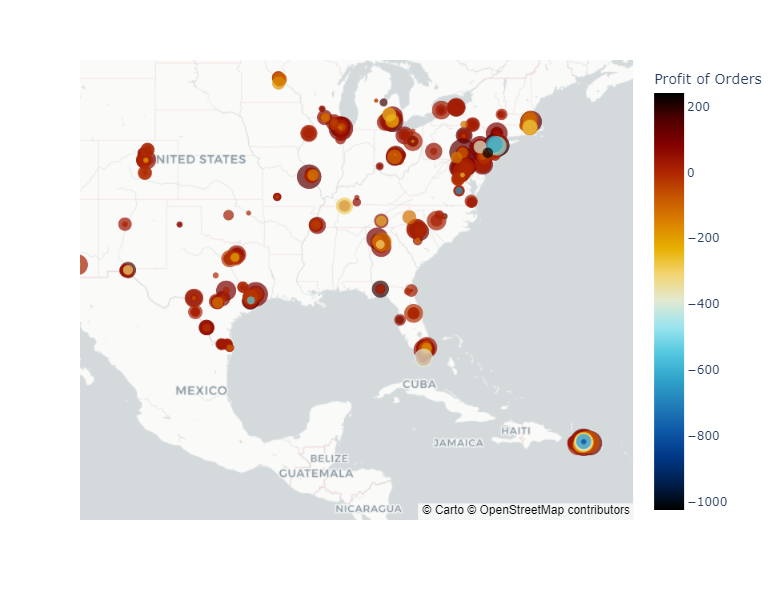 Profit of Orders
200
0
−200
−400
−600
−800
−1000
NITED STATES
MEXICO
CUBA
HAITI
JAMAICA
BELIZE
GUATEMALA
NICARAGUA
© Carto © OpenStreetMap contributors